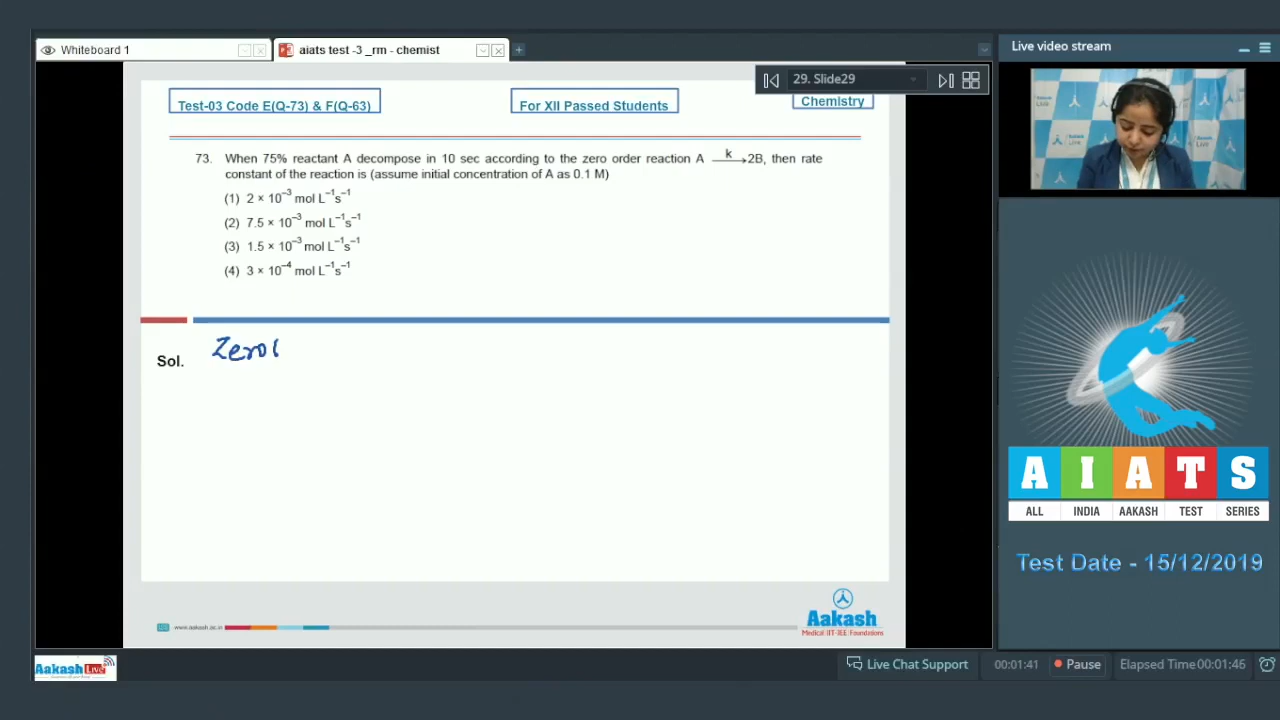 Whiteboard 1
aiats test -3 _rm - chemist
Live video stream
29. Slide29
Test-03 Code E(Q-73) & F(Q-63)
For XII Passed Students
Chemistry
73. When 75% reactant A decompose in 10 sec according to the zero order reaction A —k→ 2B, then rate
constant of the reaction is (assume initial concentration of A as 0.1 M)
(1) 2 × 10⁻³ mol L⁻¹s⁻¹
(2) 7.5 × 10⁻³ mol L⁻¹s⁻¹
(3) 1.5 × 10⁻³ mol L⁻¹s⁻¹
(4) 3 × 10⁻⁴ mol L⁻¹s⁻¹
Sol. Zero
A I A T S
ALL INDIA AAKASH TEST SERIES
Test Date - 15/12/2019
www.aakash.ac.in
Aakash
Medical|IIT-JEE|Foundations
Aakash Live
Live Chat Support
00:01:41
Pause
Elapsed Time 00:01:46